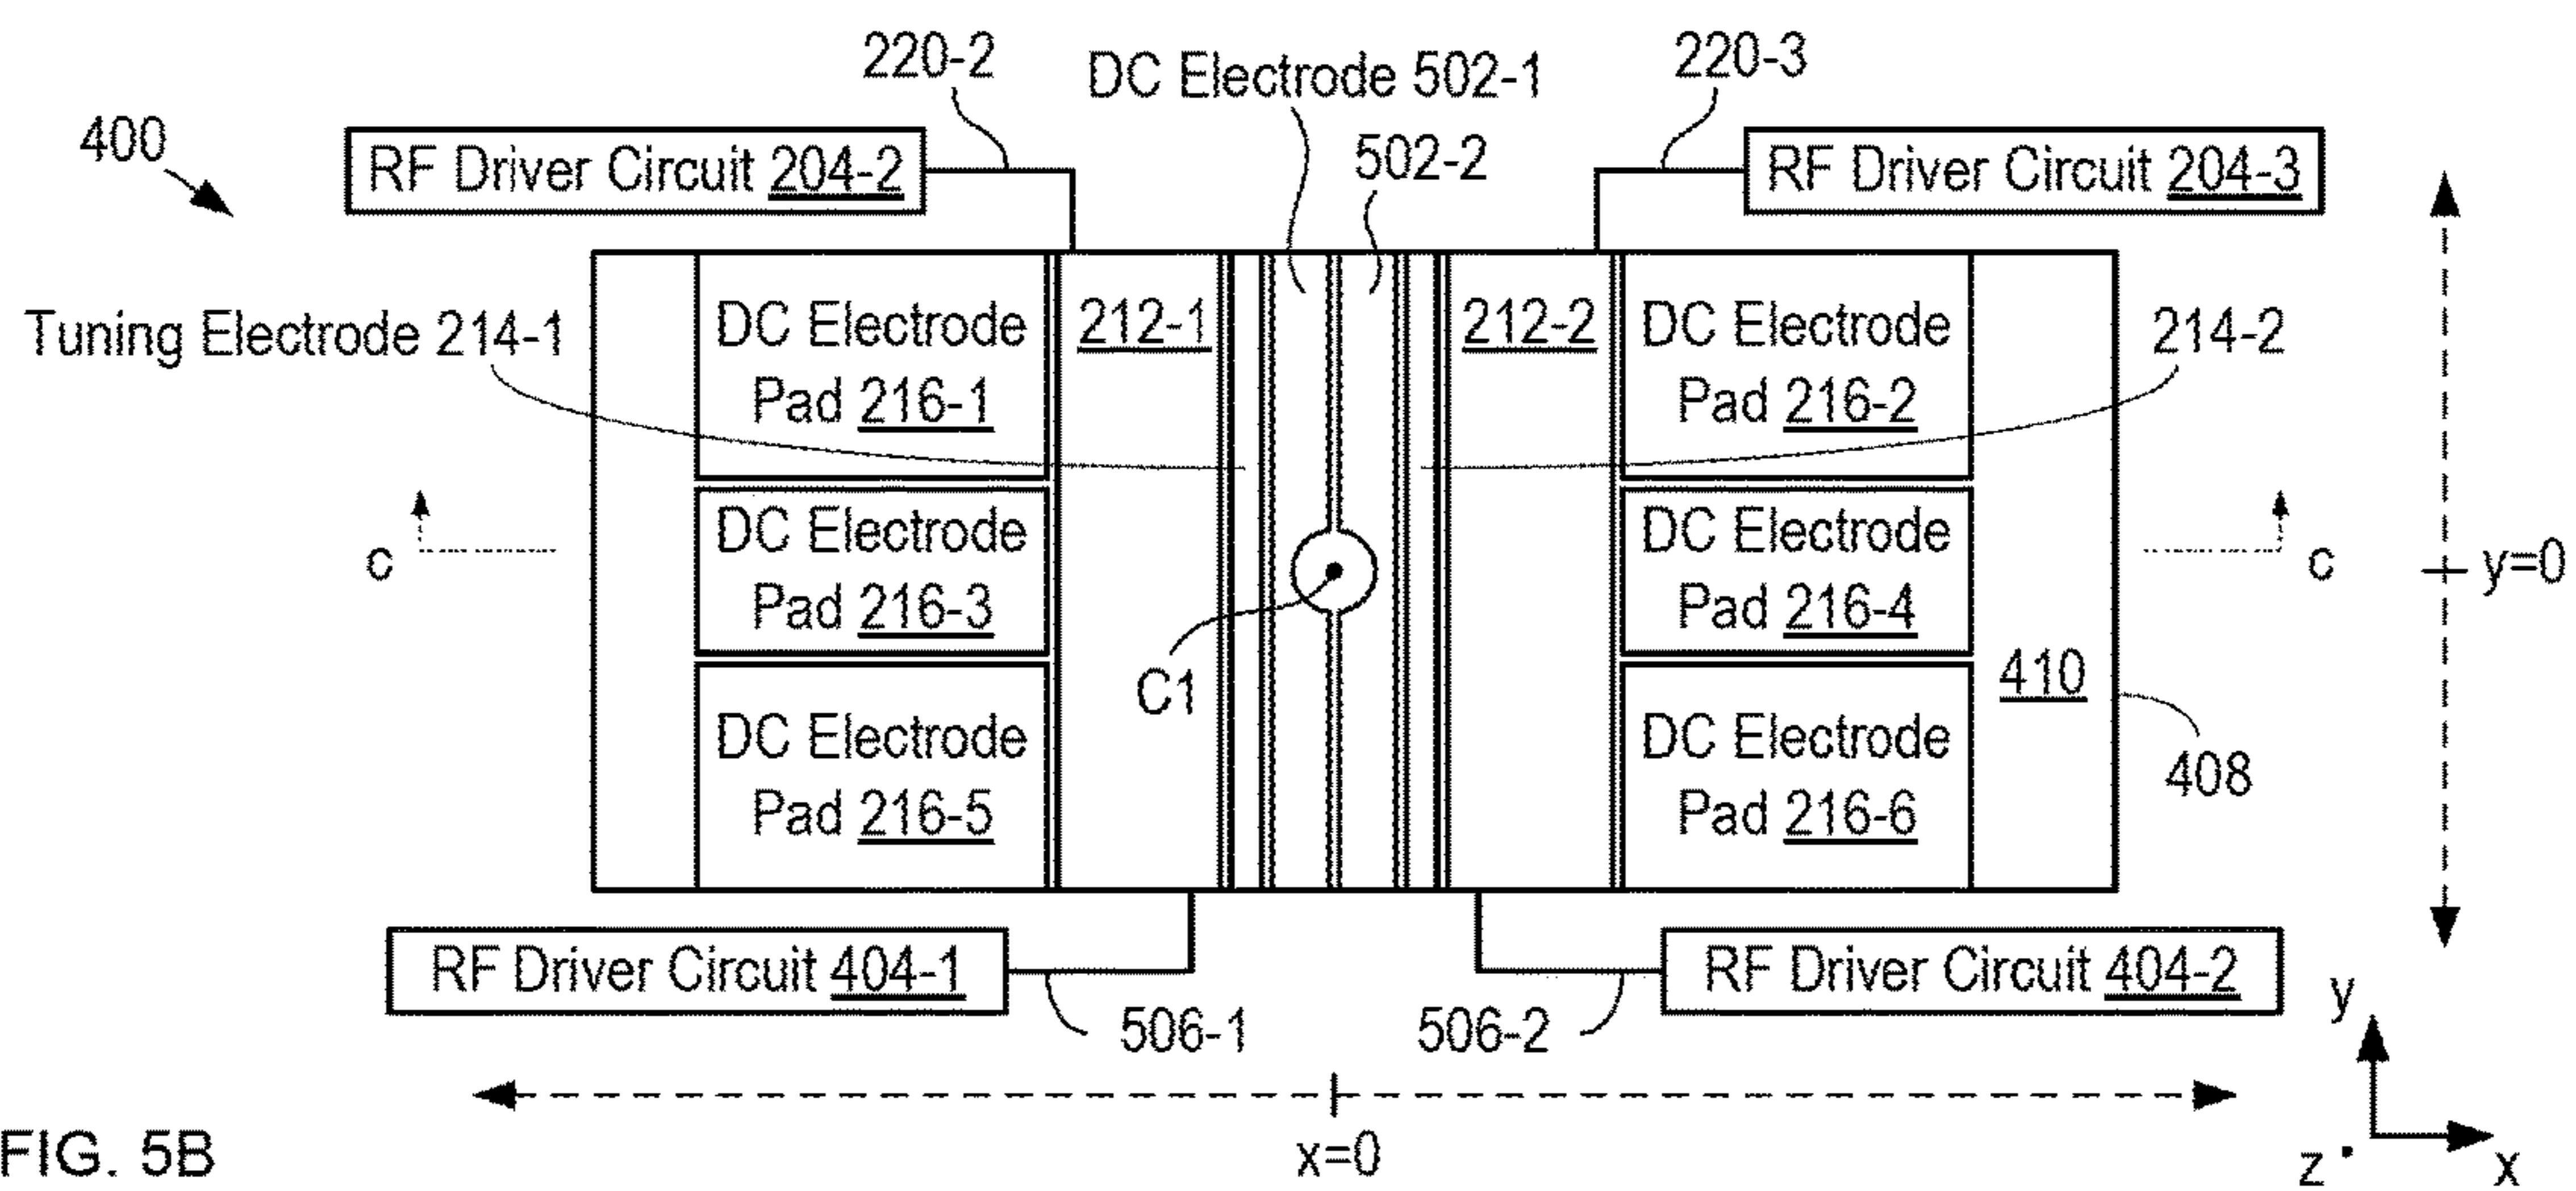 220-2
DC Electrode 502-1
220-3
400
RF Driver Circuit 204-2
502-2
RF Driver Circuit 204-3
Tuning Electrode 214-1
DC Electrode
Pad 216-1
212-1
212-2
DC Electrode
Pad 216-2
214-2
c
DC Electrode
Pad 216-3
C1
DC Electrode
Pad 216-4
c
y=0
410
408
DC Electrode
Pad 216-5
DC Electrode
Pad 216-6
RF Driver Circuit 404-1
506-1
506-2
RF Driver Circuit 404-2
y
x
z
x=0
FIG. 5B